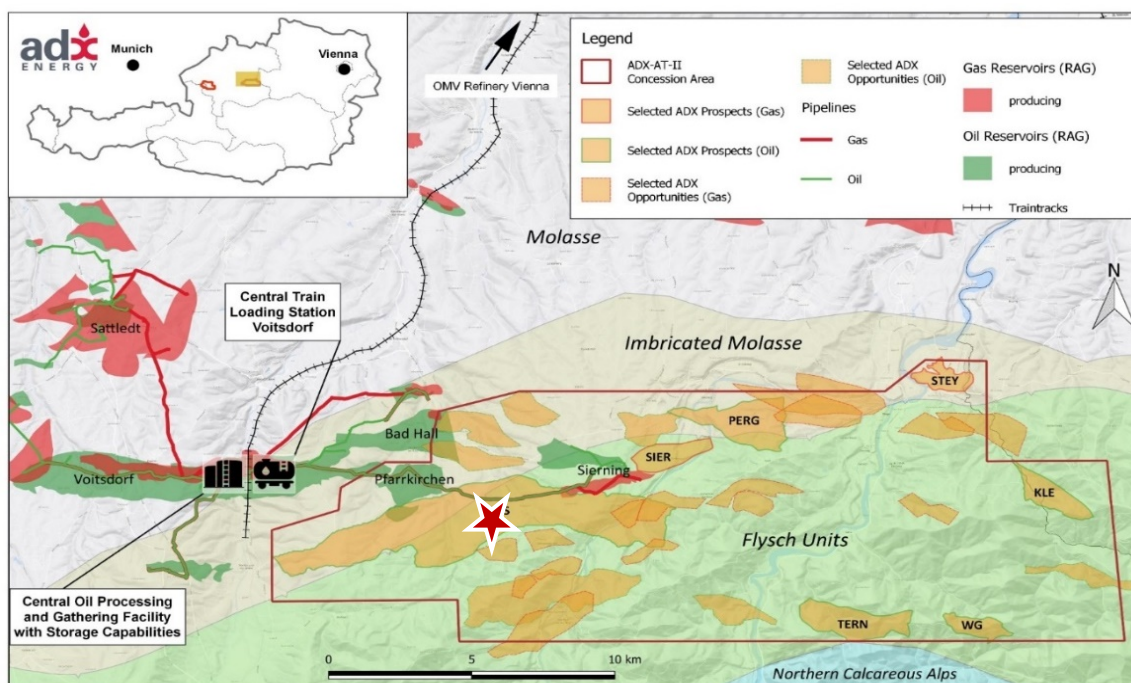 adx
ENERGY
Munich
Vienna
OMV Refinery Vienna
Legend
ADX-AT-II
Concession Area
Selected ADX Prospects (Gas)
Selected ADX Prospects (Oil)
Selected ADX
Opportunities (Gas)
Selected ADX
Opportunities (Oil)
Pipelines
Gas
Oil
Gas Reservoirs (RAG)
producing
Oil Reservoirs (RAG)
producing
Traintracks
Molasse
N
Sattledt
Central Train
Loading Station
Voitsdorf
Imbricated Molasse
STEY
PERG
Bad Hall
SIER
Sierning
Voitsdorf
Pfarrkirchen
KLE
S
Flysch Units
Central Oil Processing
and Gathering Facility
with Storage Capabilities
TERN
WG
0
5
10 km
Northern Calcareous Alps